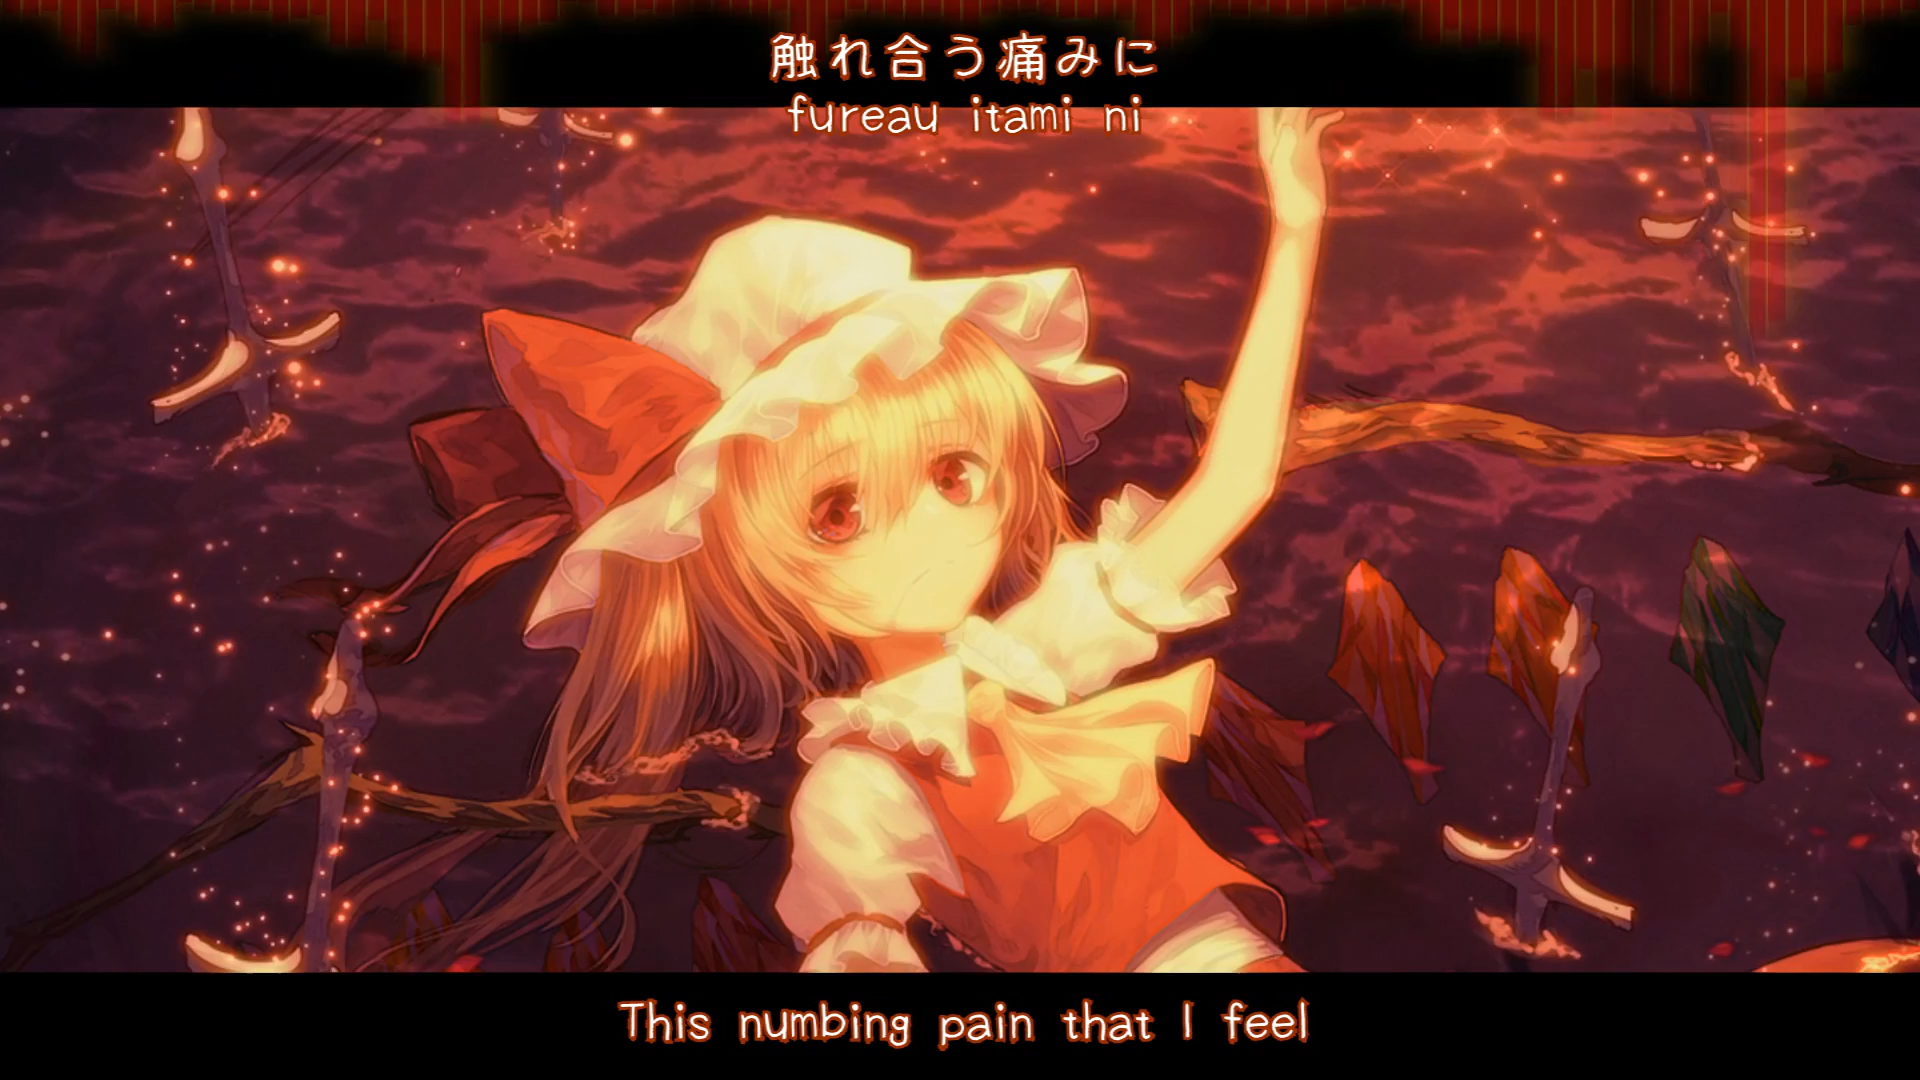 触れ合う痛みに
fureau itami ni
This numbing pain that I feel